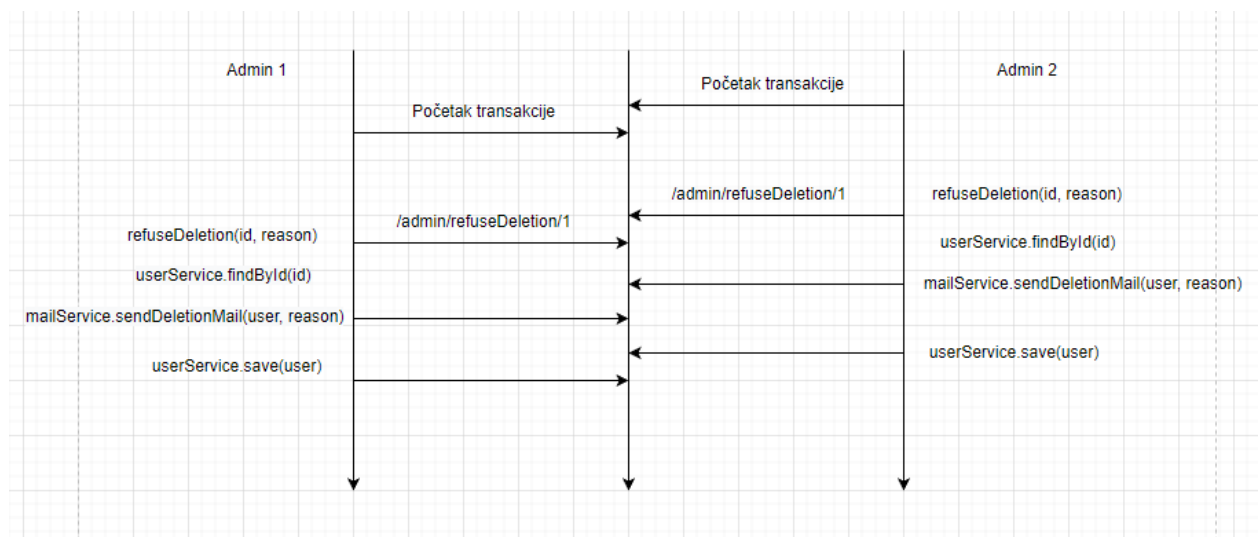 Admin 1
Admin 2
Početak transakcije
Početak transakcije
/admin/refuseDeletion/1
refuseDeletion(id, reason)
/admin/refuseDeletion/1
refuseDeletion(id, reason)
userService.findById(id)
userService.findById(id)
mailService.sendDeletionMail(user, reason)
mailService.sendDeletionMail(user, reason)
userService.save(user)
userService.save(user)